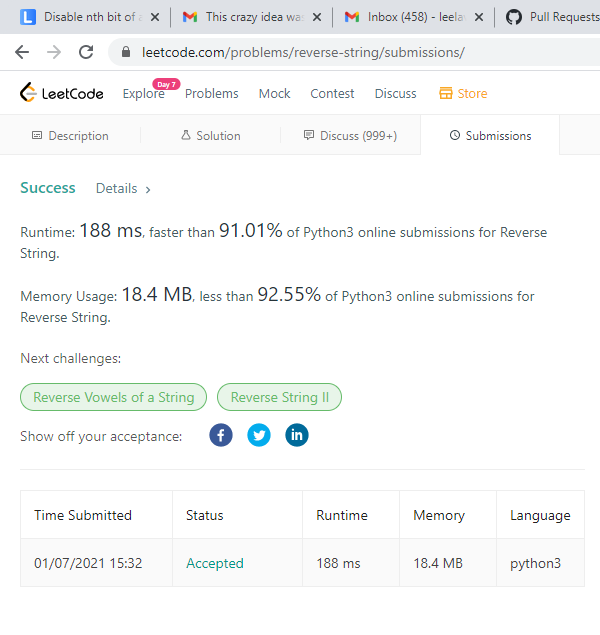 Disable nth bit of a
This crazy idea was
Inbox (458) - leela
Pull Requests
leetcode.com/problems/reverse-string/submissions/
LeetCode Explore Day 7 Problems Mock Contest Discuss Store
Description Solution Discuss (999+) Submissions
Success Details
Runtime: 188 ms, faster than 91.01% of Python3 online submissions for Reverse
String.
Memory Usage: 18.4 MB, less than 92.55% of Python3 online submissions for
Reverse String.
Next challenges:
Reverse Vowels of a String Reverse String II
Show off your acceptance:
Time Submitted Status Runtime Memory Language
01/07/2021 15:32 Accepted 188 ms 18.4 MB python3